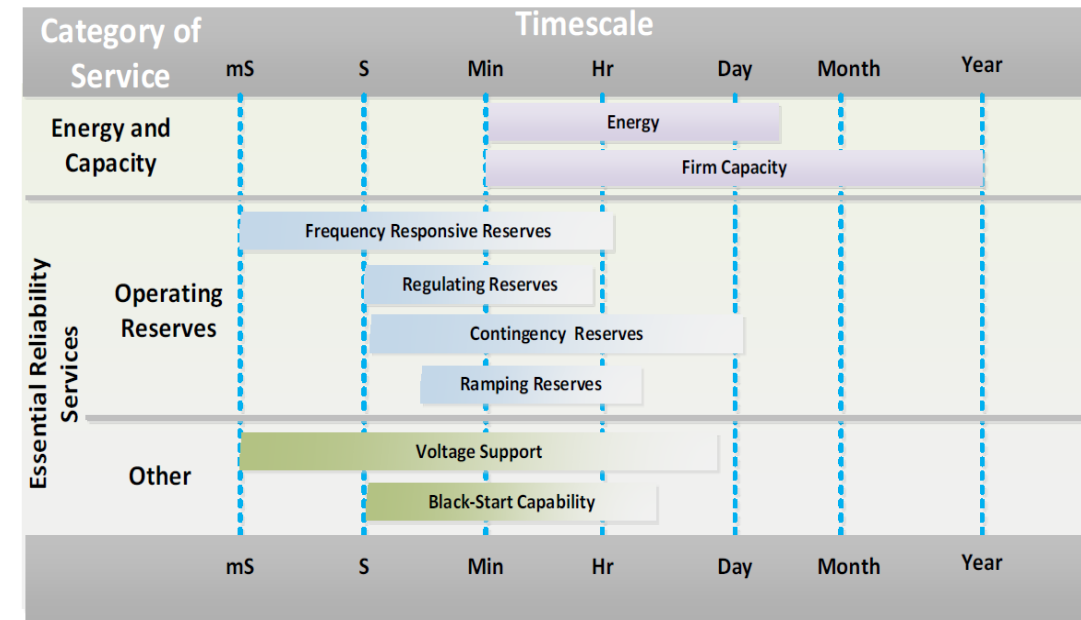 Category of
Service
Timescale
mS S Min Hr Day Month Year
Energy and
Capacity
Energy
Firm Capacity
Essential Reliability
Services
Operating
Reserves
Frequency Responsive Reserves
Regulating Reserves
Contingency Reserves
Ramping Reserves
Other
Voltage Support
Black-Start Capability
mS S Min Hr Day Month Year